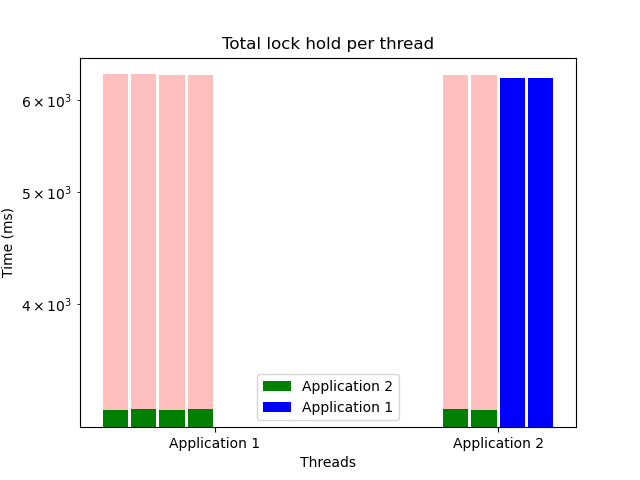 Total lock hold per thread
Time (ms)
6 × 10³
5 × 10³
4 × 10³
Application 2
Application 1
Application 1
Application 2
Threads